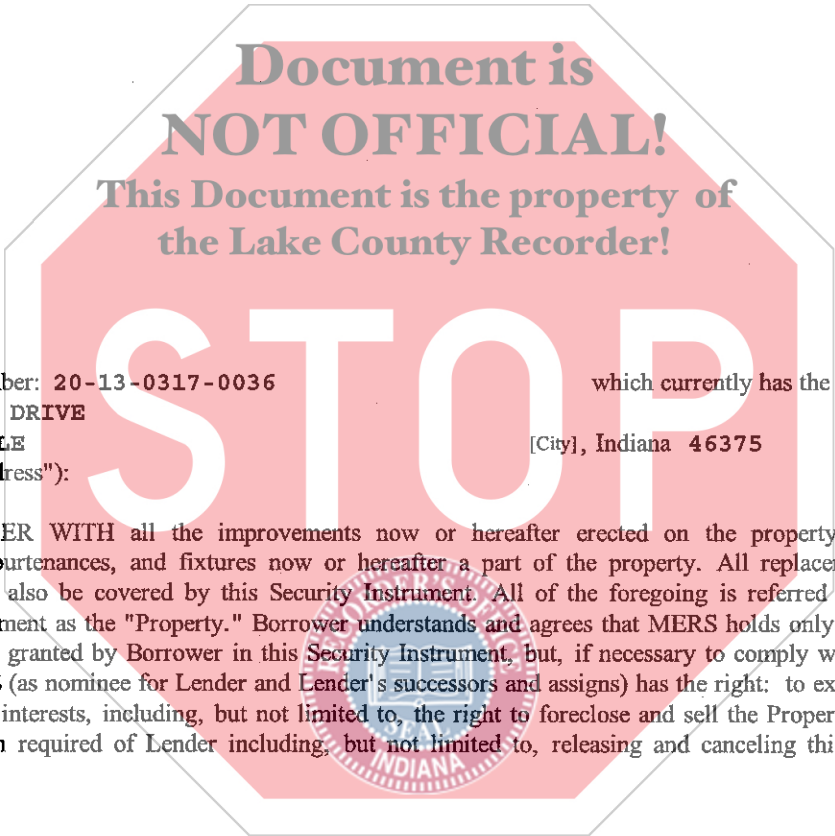 Document is
NOT OFFICIAL!
This Document is the property of
the Lake County Recorder!
STOP
ber: 20-13-0317-0036 which currently has the
DRIVE
LE [City], Indiana 46375
ress"):
ER WITH all the improvements now or hereafter erected on the property
urtenances, and fixtures now or hereafter a part of the property. All replacer
also be covered by this Security Instrument. All of the foregoing is referred
ment as the "Property." Borrower understands and agrees that MERS holds only
granted by Borrower in this Security Instrument, but, if necessary to comply w
(as nominee for Lender and Lender's successors and assigns) has the right: to ex
interests, including, but not limited to, the right to foreclose and sell the Proper
required of Lender including, but not limited to, releasing and canceling thi
RECORDER'S OFFICE
SEAL
INDIANA